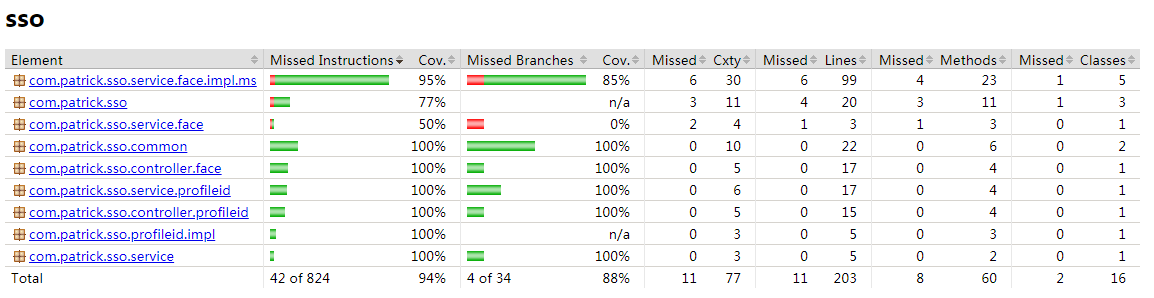 sso
Element Missed Instructions Cov. Missed Branches Cov. Missed Cxty Missed Lines Missed Methods Missed Classes
com.patrick.sso.service.face.impl.ms 95% 85% 6 30 6 99 4 23 1 5
com.patrick.sso 77% n/a 3 11 4 20 3 11 1 3
com.patrick.sso.service.face 50% 0% 2 4 1 3 1 3 0 1
com.patrick.sso.common 100% 100% 0 10 0 22 0 6 0 2
com.patrick.sso.controller.face 100% 100% 0 5 0 17 0 4 0 1
com.patrick.sso.service.profileid 100% 100% 0 6 0 17 0 4 0 1
com.patrick.sso.controller.profileid 100% 100% 0 5 0 15 0 4 0 1
com.patrick.sso.profileid.impl 100% n/a 0 3 0 5 0 3 0 1
com.patrick.sso.service 100% 100% 0 3 0 5 0 2 0 1
Total 42 of 824 94% 4 of 34 88% 11 77 11 203 8 60 2 16